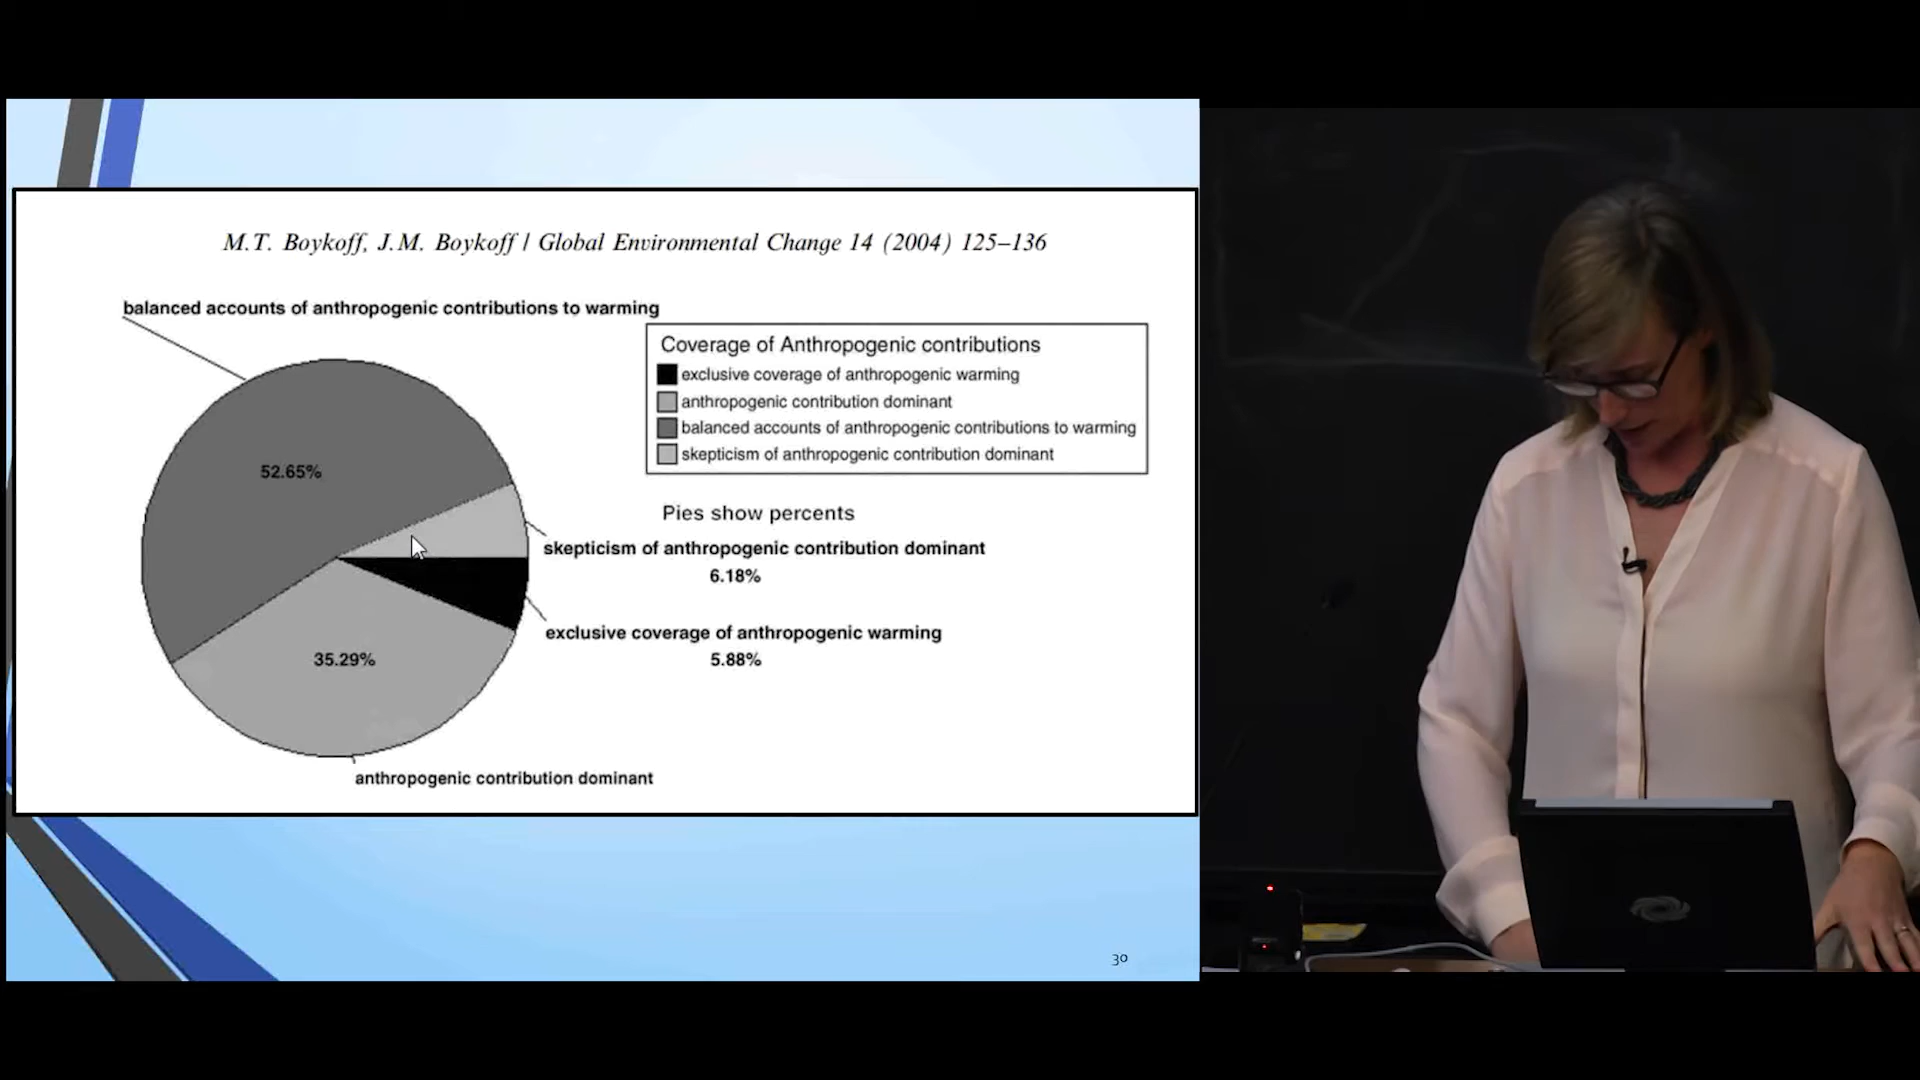 M.T. Boykoff, J.M. Boykoff / Global Environmental Change 14 (2004) 125–136
balanced accounts of anthropogenic contributions to warming
Coverage of Anthropogenic contributions
exclusive coverage of anthropogenic warming
anthropogenic contribution dominant
balanced accounts of anthropogenic contributions to warming
skepticism of anthropogenic contribution dominant
52.65%
Pies show percents
skepticism of anthropogenic contribution dominant
6.18%
exclusive coverage of anthropogenic warming
5.88%
35.29%
anthropogenic contribution dominant
30